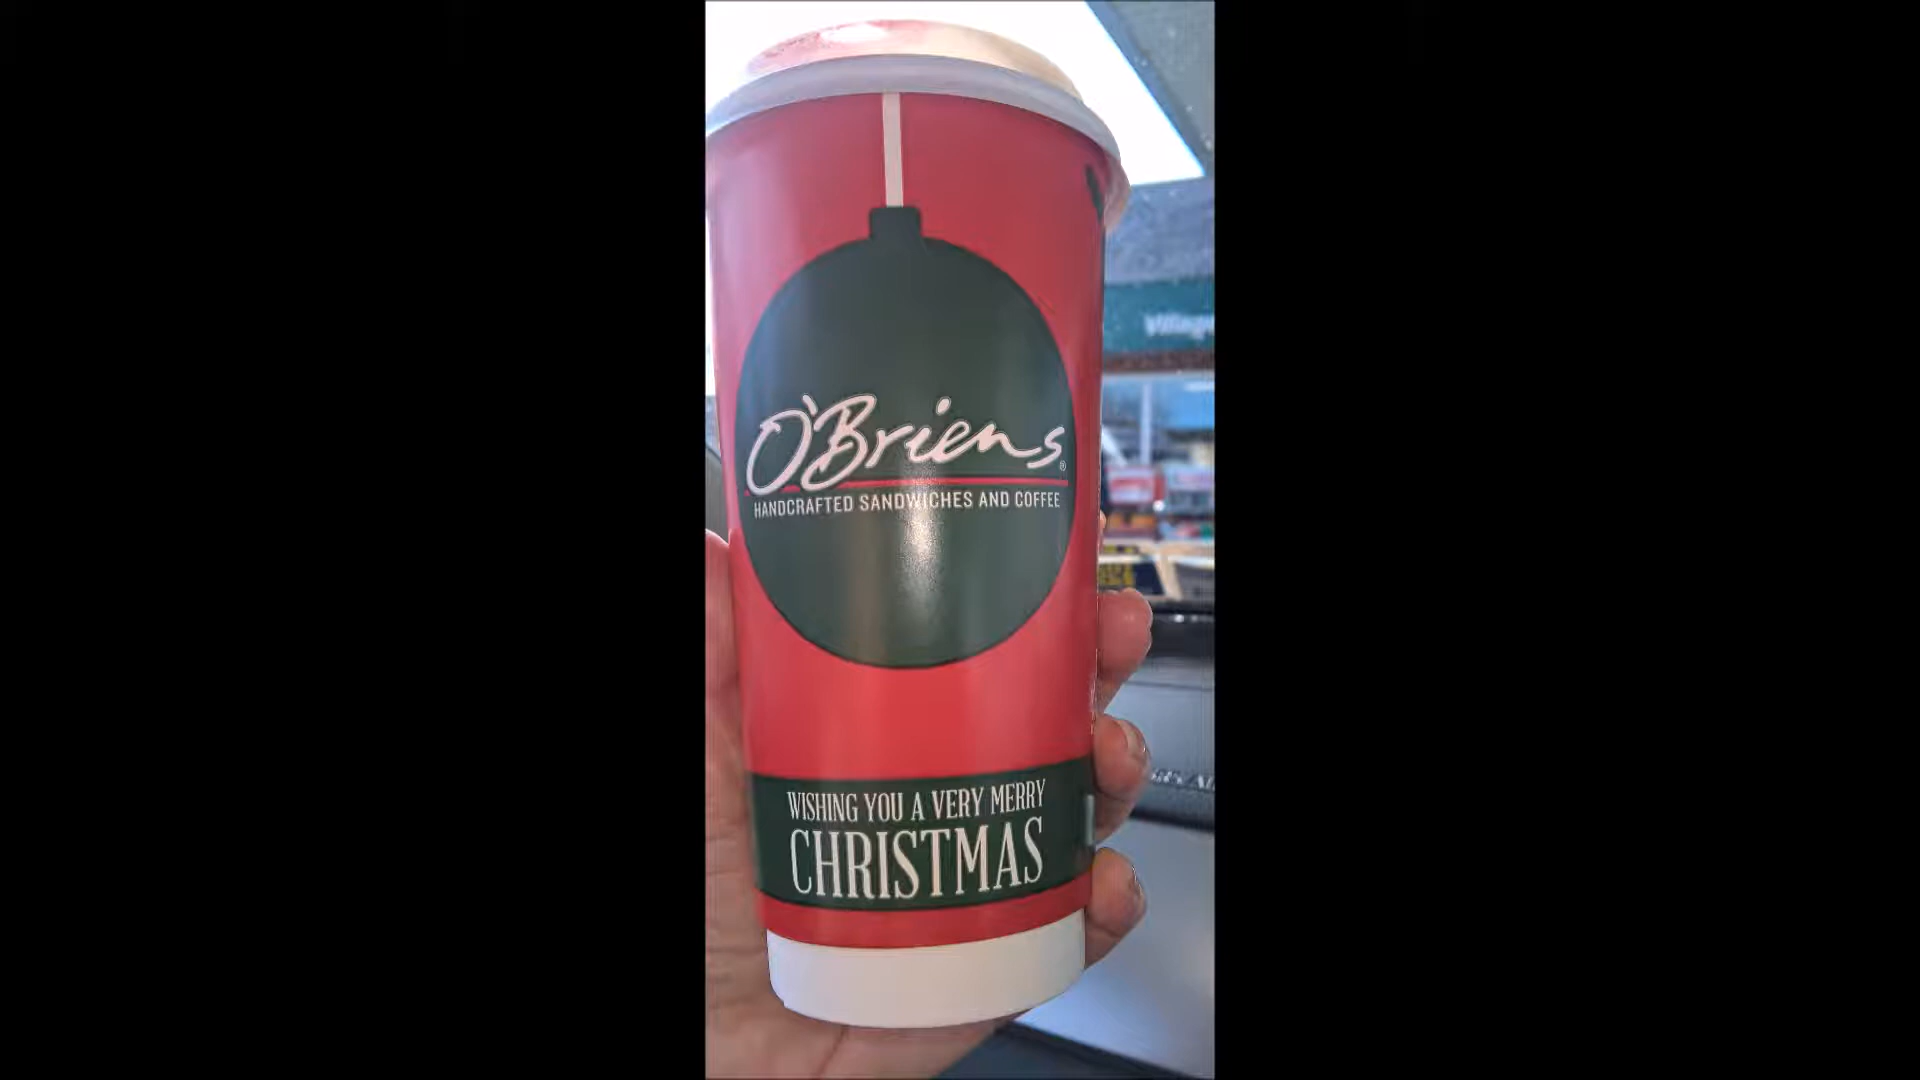 O'Briens®
HANDCRAFTED SANDWICHES AND COFFEE
WISHING YOU A VERY MERRY
CHRISTMAS